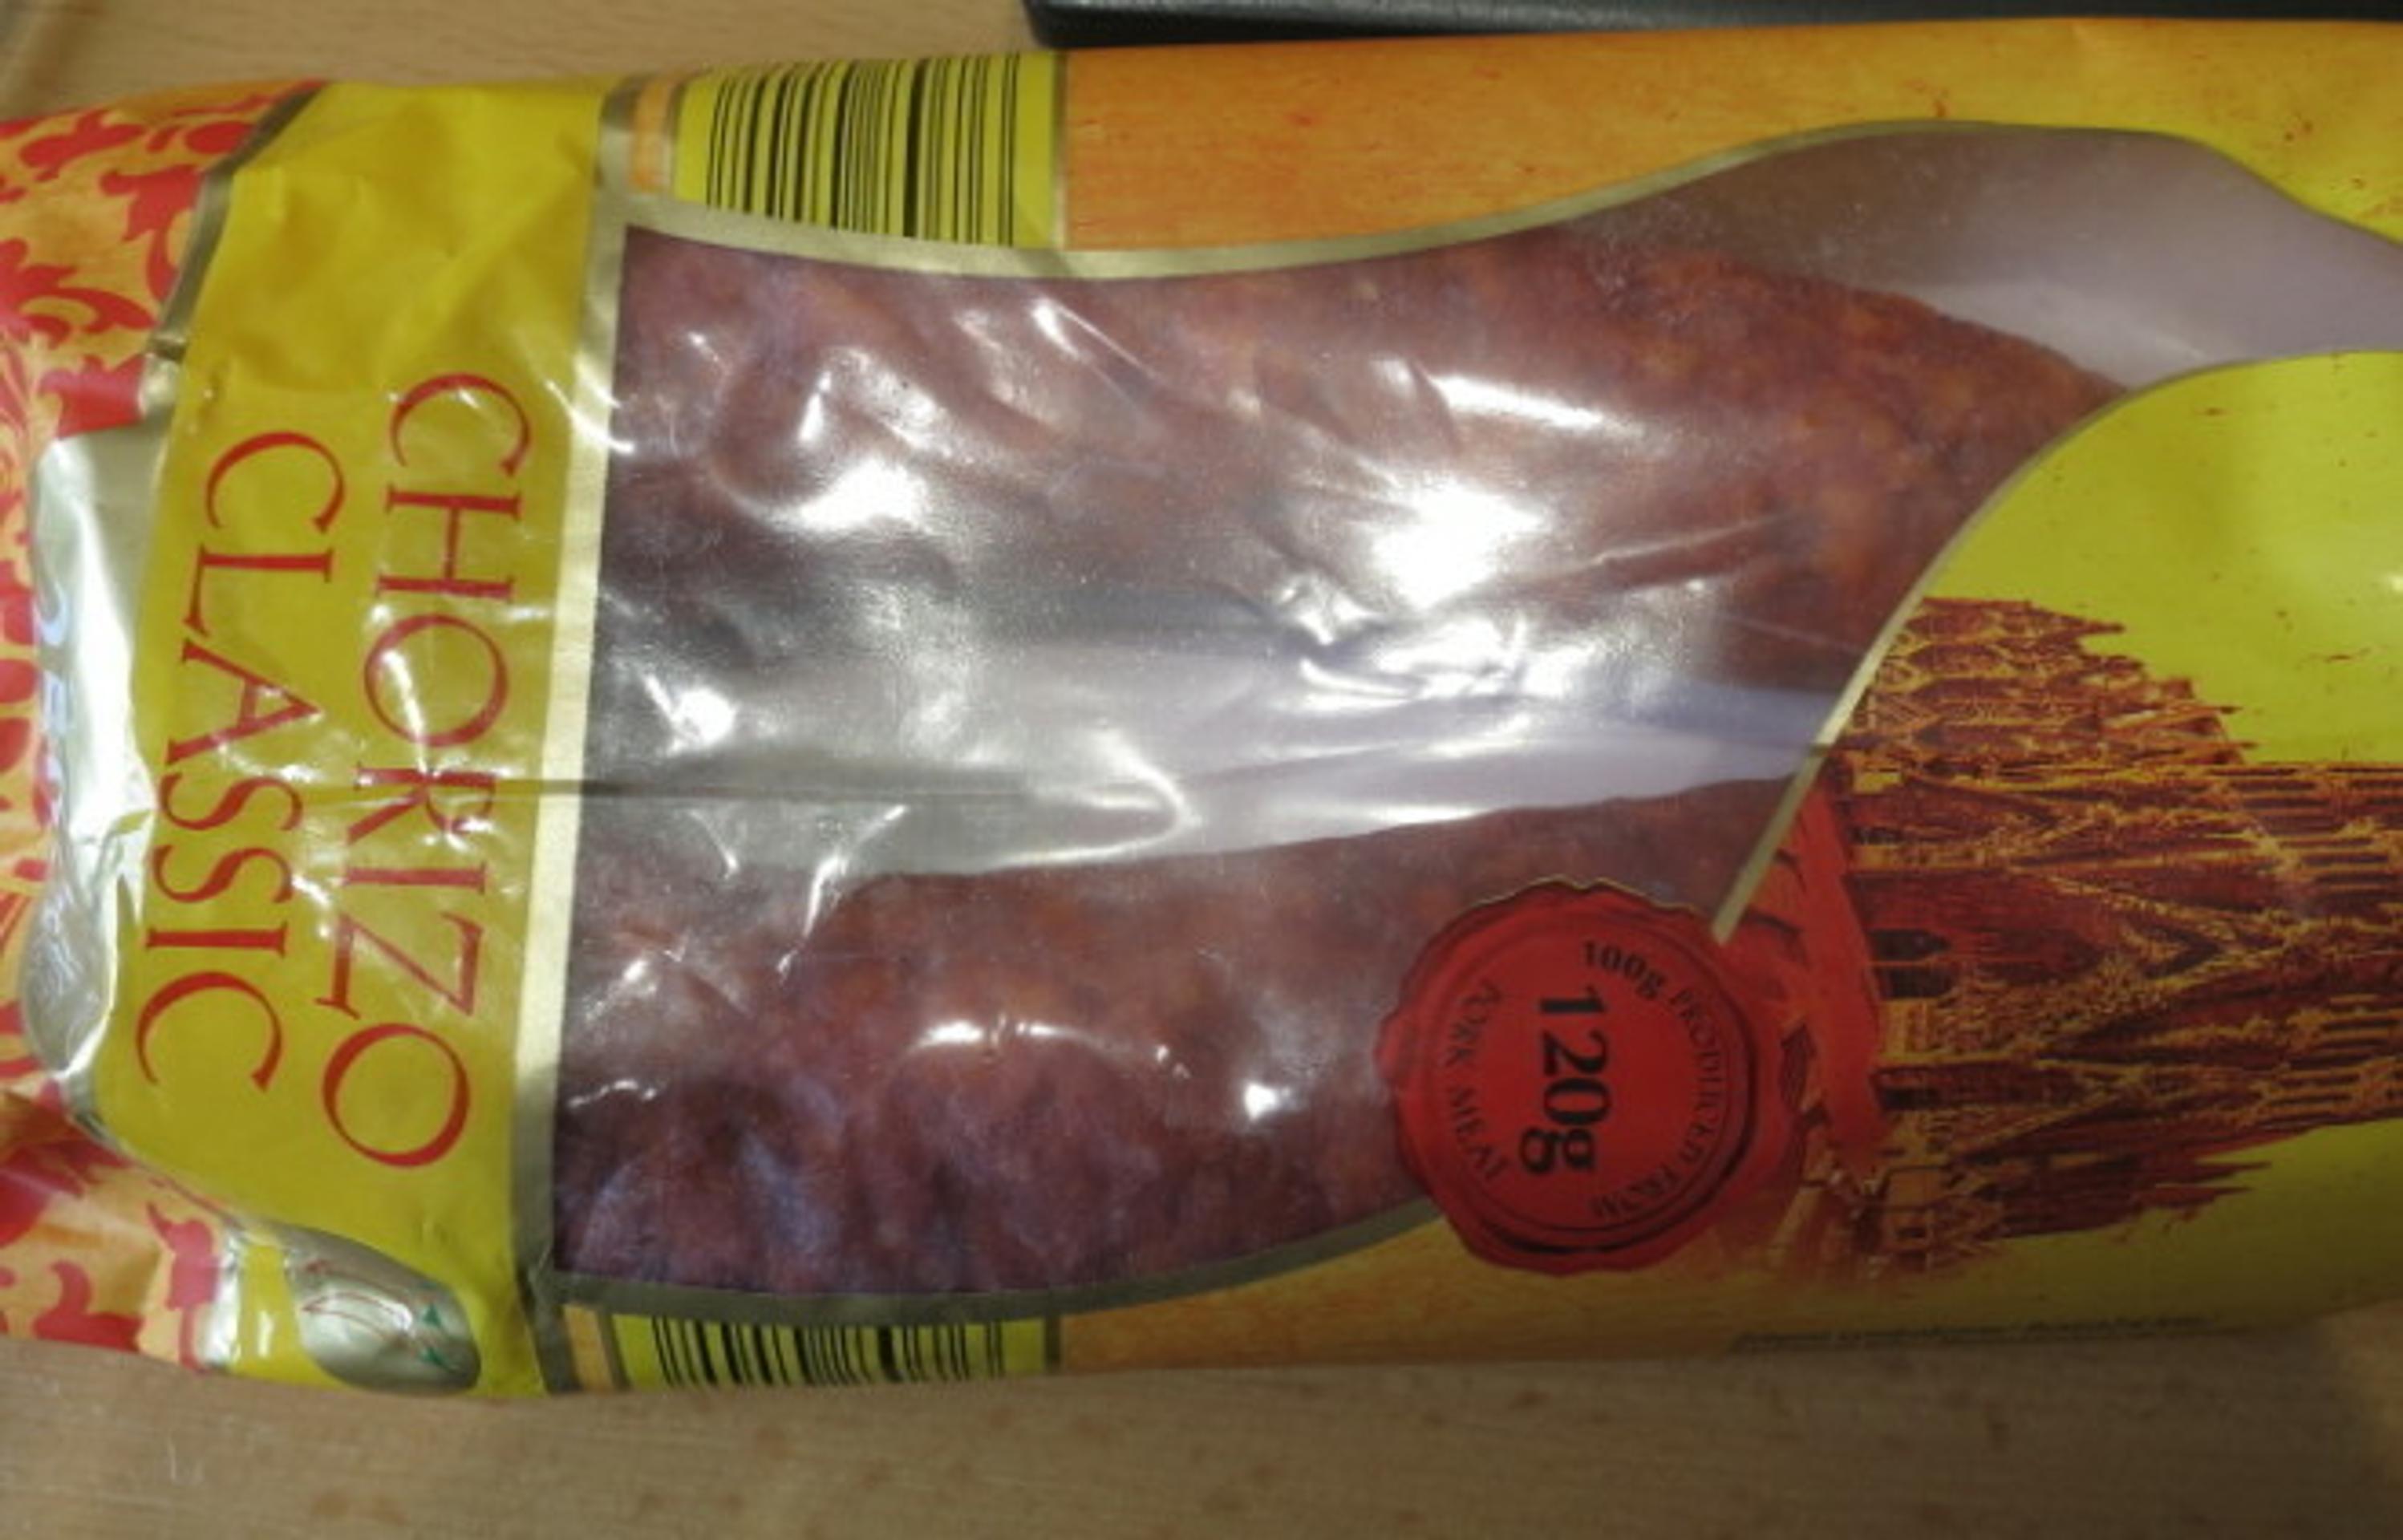 CHORIZO
CLASSIC
100g PRODUCED FROM
120g
PORK MEAT